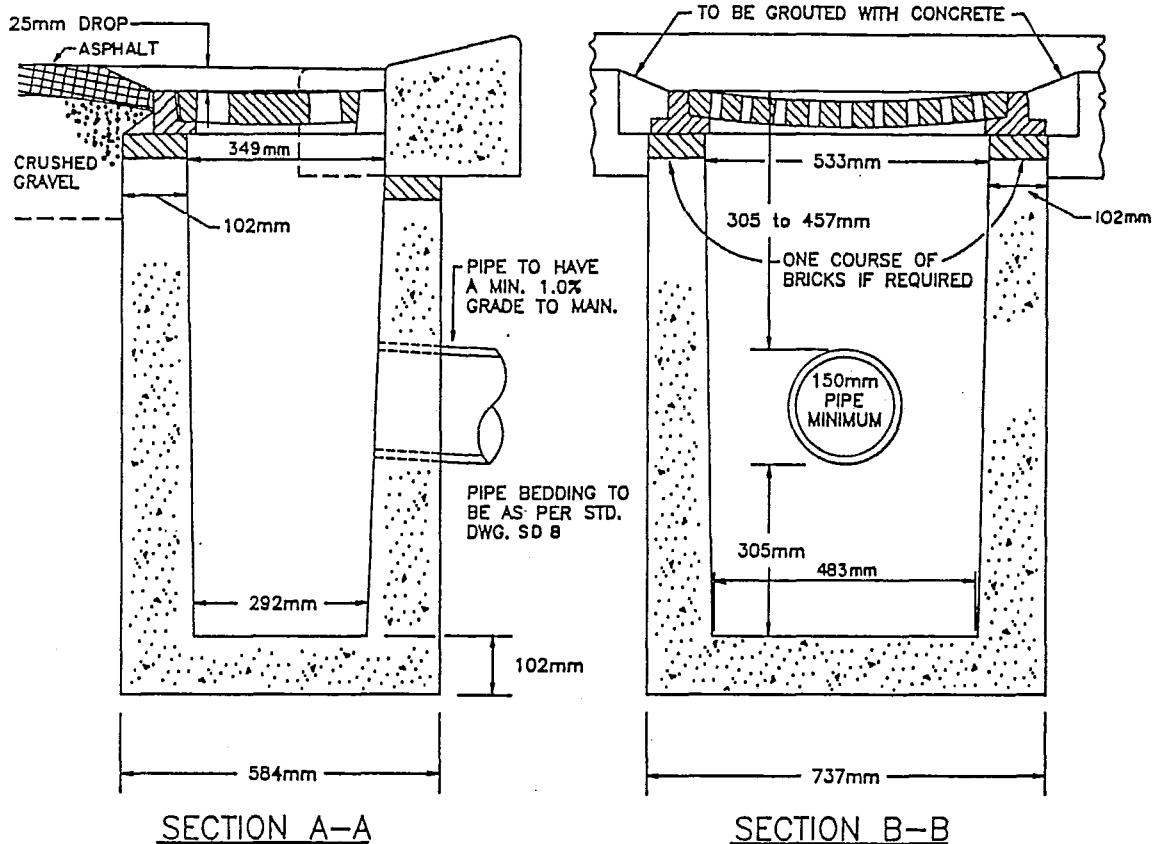 25mm DROP
ASPHALT
CRUSHED
GRAVEL
349mm
102mm
PIPE TO HAVE
A MIN. 1.0%
GRADE TO MAIN.
PIPE BEDDING TO
BE AS PER STD.
DWG. SD 8
292mm
102mm
584mm
SECTION A-A
TO BE GROUTED WITH CONCRETE
533mm
305 to 457mm
102mm
ONE COURSE OF
BRICKS IF REQUIRED
150mm
PIPE
MINIMUM
305mm
483mm
737mm
SECTION B-B